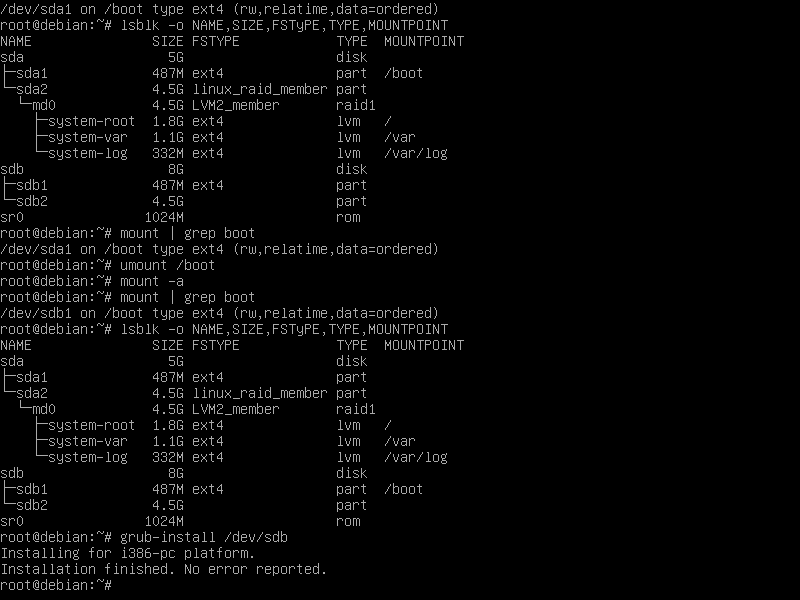 /dev/sda1 on /boot type ext4 (rw,relatime,data=ordered)
root@debian:~# lsblk -o NAME,SIZE,FSTYPE,TYPE,MOUNTPOINT
NAME                SIZE FSTYPE            TYPE  MOUNTPOINT
sda                   5G                   disk
├─sda1              487M ext4              part  /boot
└─sda2              4.5G linux_raid_member part
  └─md0             4.5G LVM2_member       raid1
    ├─system-root   1.8G ext4              lvm   /
    ├─system-var    1.1G ext4              lvm   /var
    └─system-log    332M ext4              lvm   /var/log
sdb                   8G                   disk
├─sdb1              487M ext4              part
└─sdb2              4.5G                   part
sr0                1024M                   rom
root@debian:~# mount | grep boot
/dev/sda1 on /boot type ext4 (rw,relatime,data=ordered)
root@debian:~# umount /boot
root@debian:~# mount -a
root@debian:~# mount | grep boot
/dev/sdb1 on /boot type ext4 (rw,relatime,data=ordered)
root@debian:~# lsblk -o NAME,SIZE,FSTyPE,TYPE,MOUNTPOINT
NAME                SIZE FSTYPE            TYPE  MOUNTPOINT
sda                   5G                   disk
├─sda1              487M ext4              part
└─sda2              4.5G linux_raid_member part
  └─md0             4.5G LVM2_member       raid1
    ├─system-root   1.8G ext4              lvm   /
    ├─system-var    1.1G ext4              lvm   /var
    └─system-log    332M ext4              lvm   /var/log
sdb                   8G                   disk
├─sdb1              487M ext4              part  /boot
└─sdb2              4.5G                   part
sr0                1024M                   rom
root@debian:~# grub-install /dev/sdb
Installing for i386-pc platform.
Installation finished. No error reported.
root@debian:~#